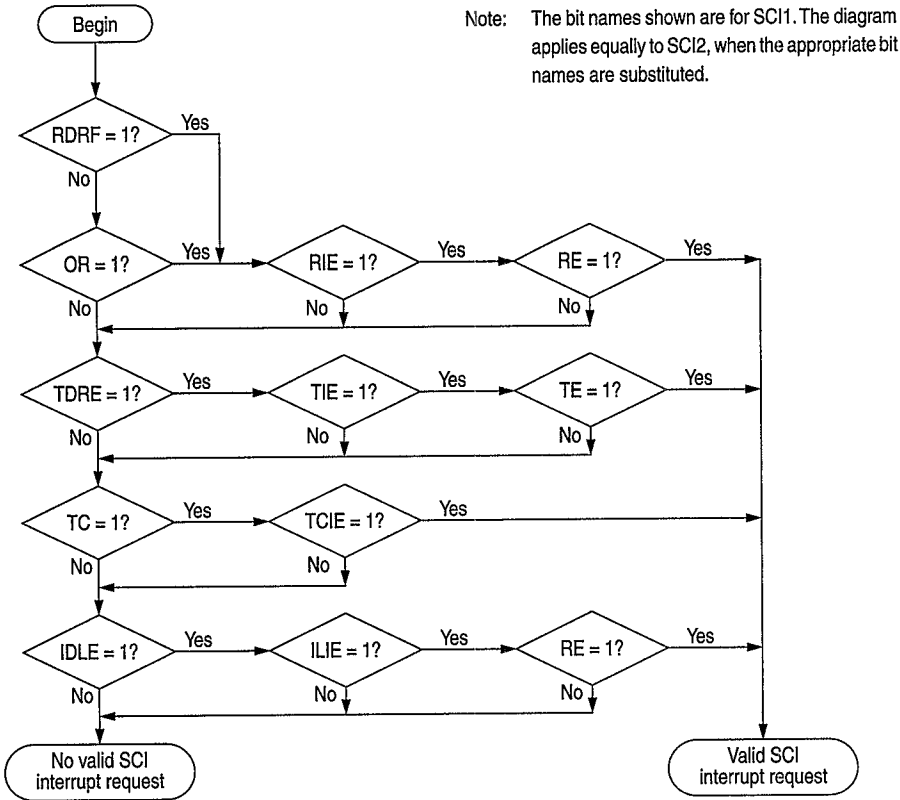 Begin
Note: The bit names shown are for SCI1. The diagram
applies equally to SCI2, when the appropriate bit
names are substituted.
RDRF = 1?
Yes
No
OR = 1?
Yes
RIE = 1?
Yes
RE = 1?
Yes
No
No
No
TDRE = 1?
Yes
TIE = 1?
Yes
TE = 1?
Yes
No
No
No
TC = 1?
Yes
TCIE = 1?
Yes
No
No
IDLE = 1?
Yes
ILIE = 1?
Yes
RE = 1?
Yes
No
No
No
No valid SCI
interrupt request
Valid SCI
interrupt request